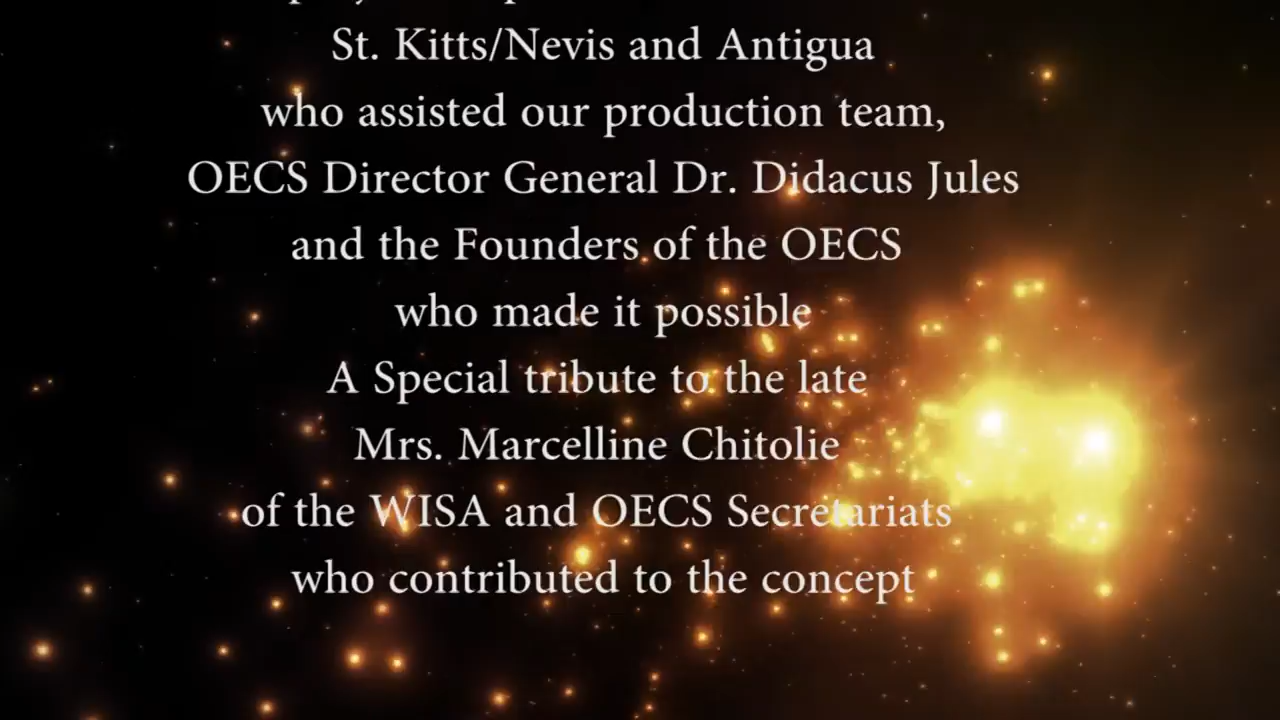 St. Kitts/Nevis and Antigua
who assisted our production team,
OECS Director General Dr. Didacus Jules
and the Founders of the OECS
who made it possible
A Special tribute to the late
Mrs. Marcelline Chitolie
of the WISA and OECS Secretariats
who contributed to the concept